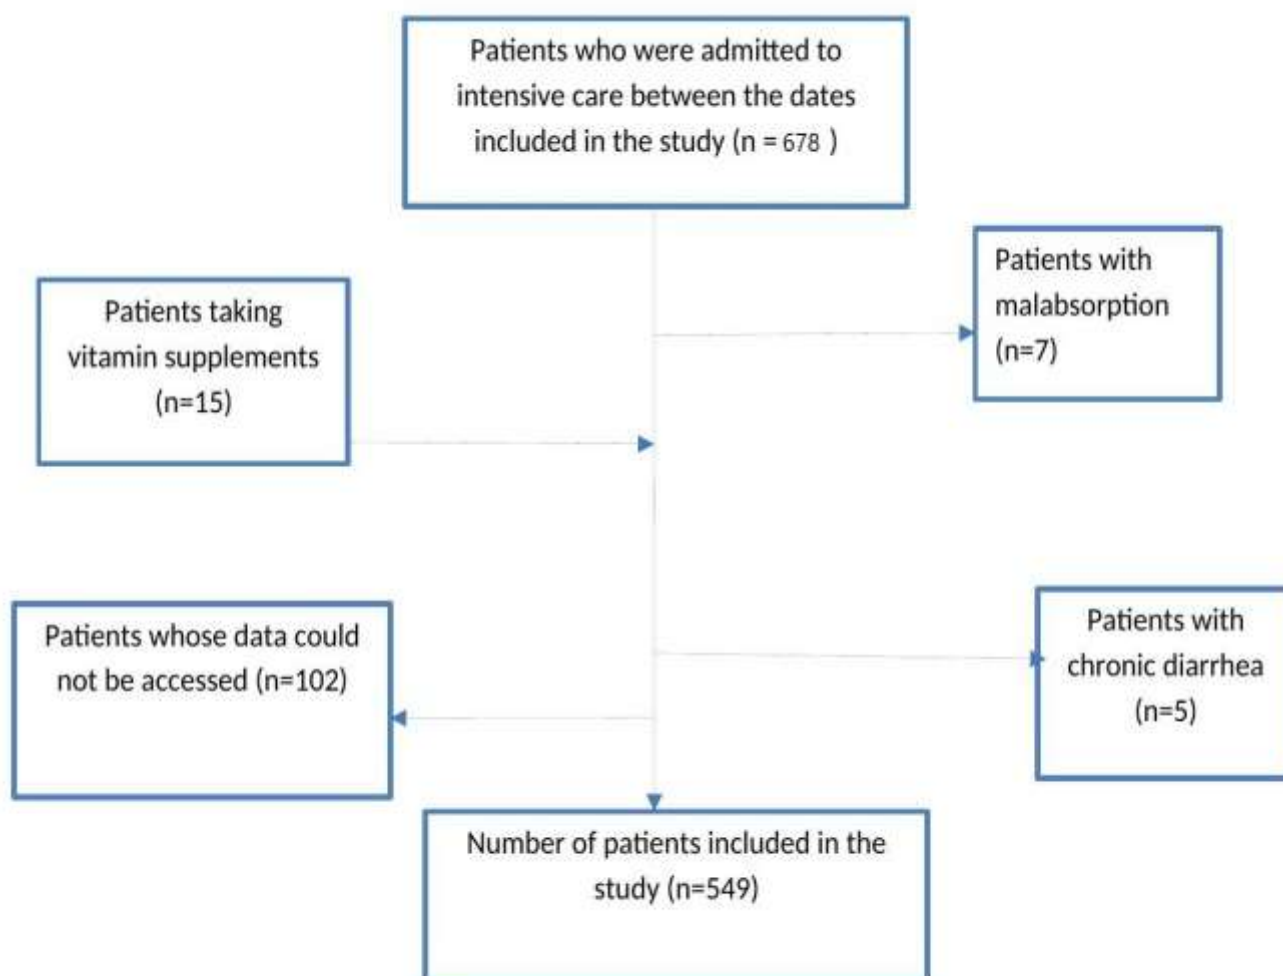 Patients who were admitted to
intensive care between the dates
included in the study (n = 678 )
Patients with
malabsorption
(n=7)
Patients taking
vitamin supplements
(n=15)
Patients whose data could
not be accessed (n=102)
Patients with
chronic diarrhea
(n=5)
Number of patients included in the
study (n=549)